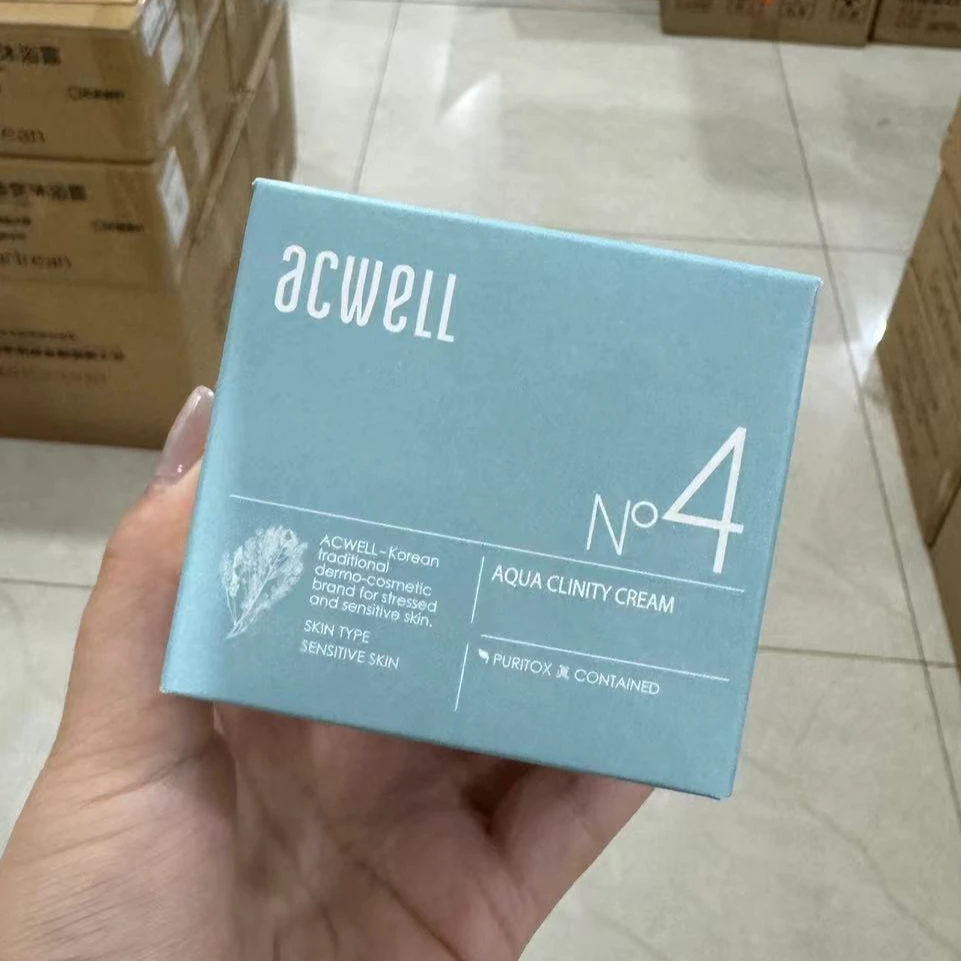 acwell
Nº4
ACWELL-Korean
traditional
dermo-cosmetic
brand for stressed
and sensitive skin.
SKIN TYPE
SENSITIVE SKIN
AQUA CLINITY CREAM
PURITOX CONTAINED